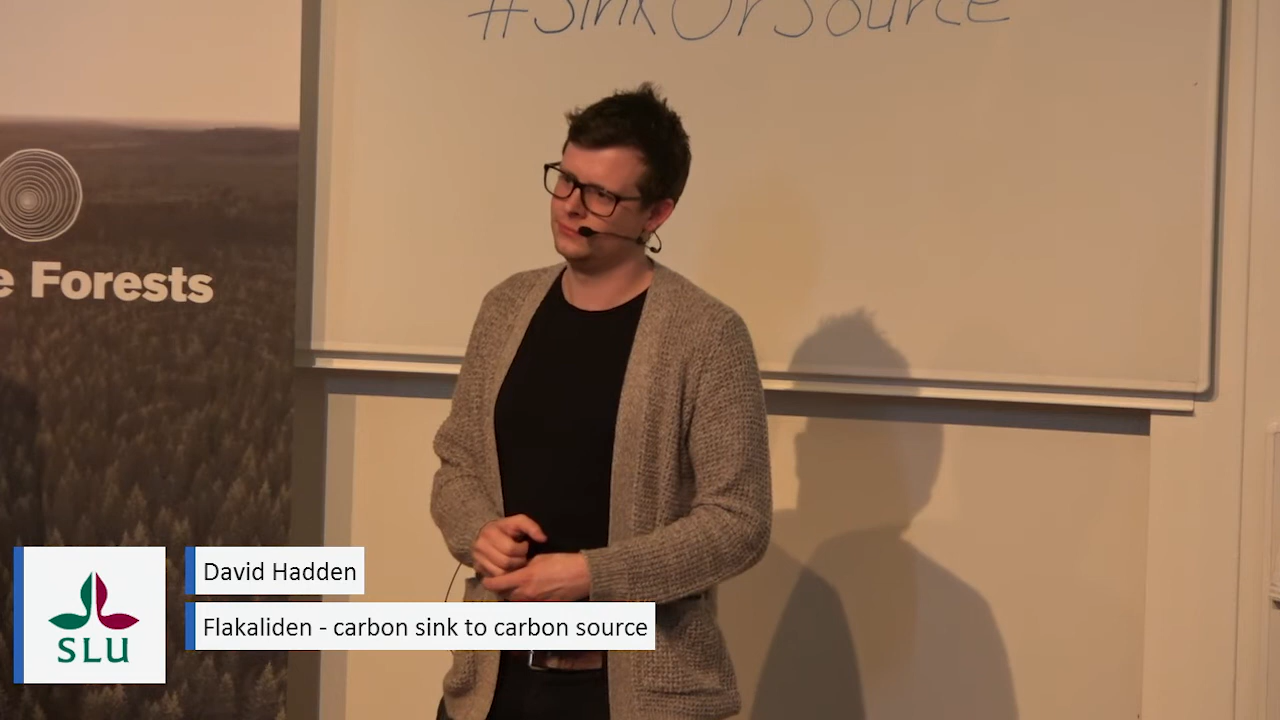 #SinkOrSource
e Forests
David Hadden
Flakaliden - carbon sink to carbon source
SLU